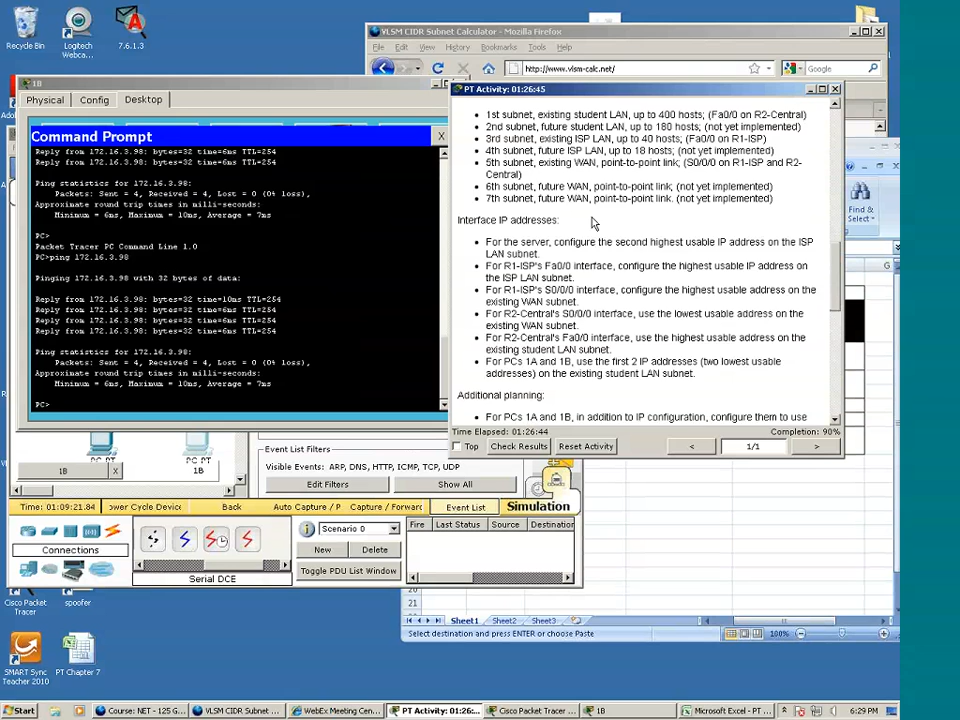 Recycle Bin
Logitech
Webca...
7.6.1.3
VLSM CIDR Subnet Calculator - Mozilla Firefox
File Edit View History Bookmarks Tools Help
http://www.vlsm-calc.net/
Google
1B
Physical Config Desktop
Command Prompt
X
Reply from 172.16.3.98: bytes=32 time=6ms TTL=254
Reply from 172.16.3.98: bytes=32 time=6ms TTL=254
Ping statistics for 172.16.3.98:
Packets: Sent = 4, Received = 4, Lost = 0 (0% loss),
Approximate round trip times in milli-seconds:
Minimum = 6ms, Maximum = 10ms, Average = 7ms
PC>
Packet Tracer PC Command Line 1.0
PC>ping 172.16.3.98
Pinging 172.16.3.98 with 32 bytes of data:
Reply from 172.16.3.98: bytes=32 time=10ms TTL=254
Reply from 172.16.3.98: bytes=32 time=6ms TTL=254
Reply from 172.16.3.98: bytes=32 time=6ms TTL=254
Reply from 172.16.3.98: bytes=32 time=6ms TTL=254
Ping statistics for 172.16.3.98:
Packets: Sent = 4, Received = 4, Lost = 0 (0% loss),
Approximate round trip times in milli-seconds:
Minimum = 6ms, Maximum = 10ms, Average = 7ms
PC>
PT Activity: 01:26:45
1st subnet, existing student LAN, up to 400 hosts; (Fa0/0 on R2-Central)
2nd subnet, future student LAN, up to 180 hosts; (not yet implemented)
3rd subnet, existing ISP LAN, up to 40 hosts; (Fa0/0 on R1-ISP)
4th subnet, future ISP LAN, up to 18 hosts; (not yet implemented)
5th subnet, existing WAN, point-to-point link; (S0/0/0 on R1-ISP and R2-
Central)
6th subnet, future WAN, point-to-point link; (not yet implemented)
7th subnet, future WAN, point-to-point link. (not yet implemented)
Interface IP addresses:
For the server, configure the second highest usable IP address on the ISP
LAN subnet.
For R1-ISP's Fa0/0 interface, configure the highest usable IP address on
the ISP LAN subnet.
For R1-ISP's S0/0/0 interface, configure the highest usable address on the
existing WAN subnet.
For R2-Central's S0/0/0 interface, use the lowest usable address on the
existing WAN subnet.
For R2-Central's Fa0/0 interface, use the highest usable address on the
existing student LAN subnet.
For PCs 1A and 1B, use the first 2 IP addresses (two lowest usable
addresses) on the existing student LAN subnet.
Additional planning:
For PCs 1A and 1B, in addition to IP configuration, configure them to use
Time Elapsed: 01:26:44
Completion: 90%
Top
Check Results
Reset Activity
<
1/1
>
Find &
Select
G
PC-PT
1B
PC-PT
1B
X
Event List Filters
Visible Events: ARP, DNS, HTTP, ICMP, TCP, UDP
Edit Filters
Show All
Time: 01:09:21.84
ower Cycle Device
Back
Auto Capture / P
Capture / Forward
Event List
Simulation
Connections
Serial DCE
Scenario 0
New
Delete
Toggle PDU List Window
Fire Last Status Source Destination
20
21
Sheet1 Sheet2 Sheet3
Select destination and press ENTER or choose Paste
100%
Cisco Packet
Tracer
spoofer
SMART Sync
Teacher 2010
PT Chapter 7
Start
Course: NET - 125 G...
VLSM CIDR Subnet ...
WebEx Meeting Cen...
PT Activity: 01:26:...
Cisco Packet Tracer ...
1B
Microsoft Excel - PT ...
6:29 PM